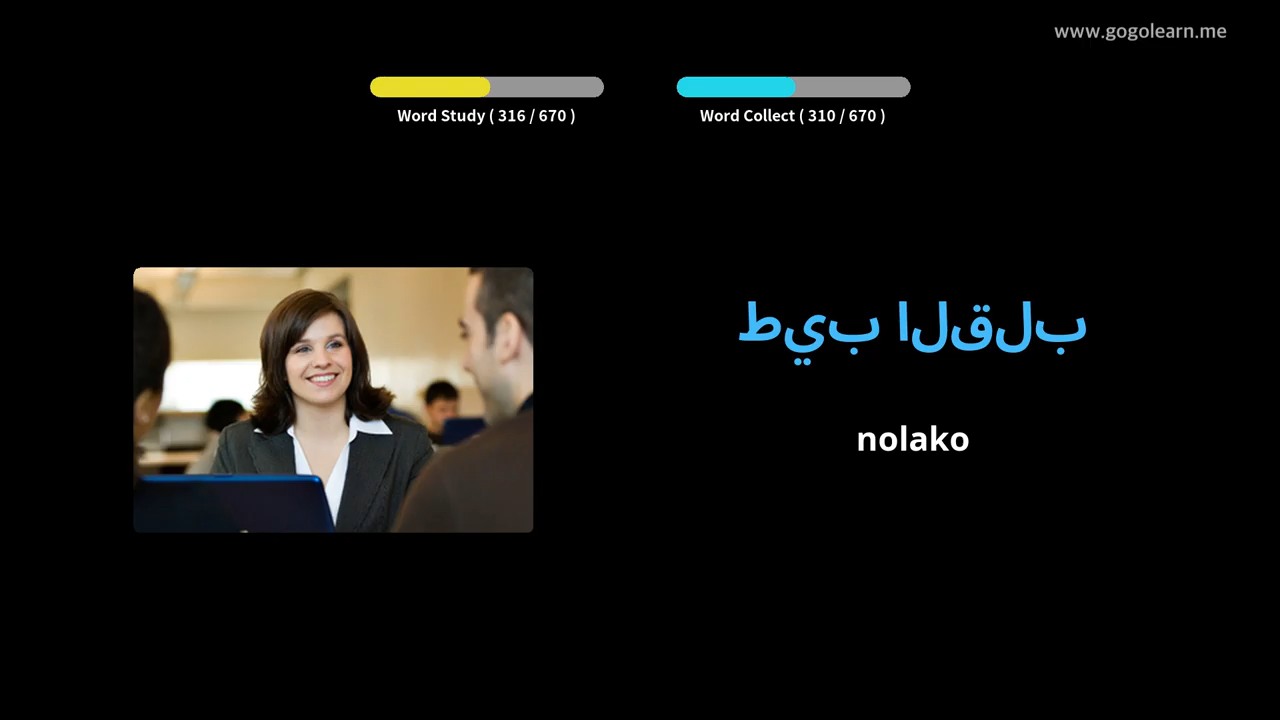 www.gogolearn.me
Word Study ( 316 / 670 )
Word Collect ( 310 / 670 )
طيب القلب
nolako